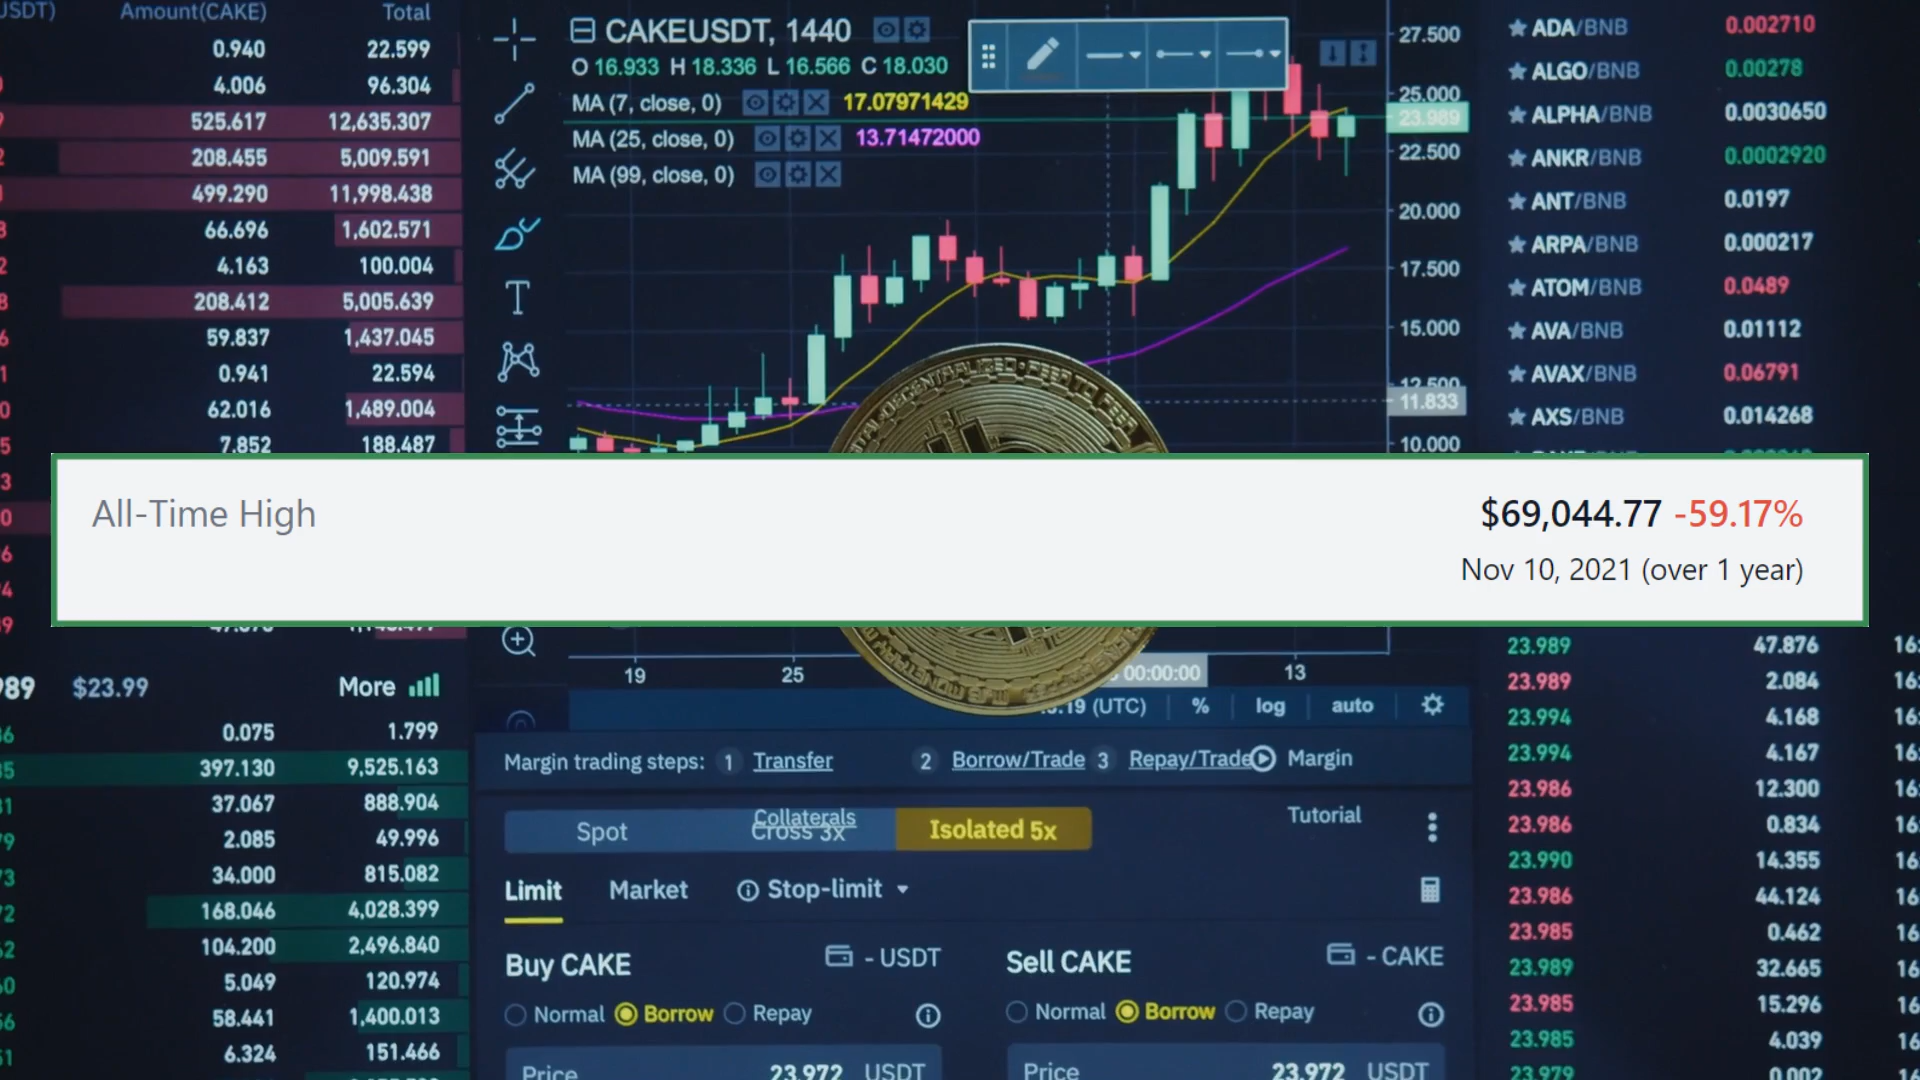 USDT) Amount(CAKE) Total
0.940 22.599
4.006 96.304
525.617 12,635.307
208.455 5,009.591
499.290 11,998.438
66.696 1,602.571
4.163 100.004
208.412 5,005.639
59.837 1,437.045
0.941 22.594
62.016 1,489.004
7.852 188.487
$23.99 More
0.075 1.799
397.130 9,525.163
37.067 888.904
2.085 49.996
34.000 815.082
168.046 4,028.399
104.200 2,496.840
5.049 120.974
58.441 1,400.013
6.324 151.466
CAKEUSDT, 1440
O 16.933 H 18.336 L 16.566 C 18.030
MA (7, close, 0) 17.07971429
MA (25, close, 0) 13.71472000
MA (99, close, 0)
27.500
25.000
23.989
22.500
20.000
17.500
15.000
12.500
11.833
10.000
DECENTRALIZED • PEER TO PEER
19 25 00:00:00 13
(UTC) % log auto
All-Time High $69,044.77 -59.17%
Nov 10, 2021 (over 1 year)
Margin trading steps: 1 Transfer 2 Borrow/Trade 3 Repay/Trade Margin
Collaterals Tutorial
Spot Cross 3x Isolated 5x
Limit Market Stop-limit
Buy CAKE - USDT Sell CAKE - CAKE
Normal Borrow Repay Normal Borrow Repay
Price 23.972 USDT Price 23.972 USDT
ADA/BNB 0.002710
ALGO/BNB 0.00278
ALPHA/BNB 0.0030650
ANKR/BNB 0.0002920
ANT/BNB 0.0197
ARPA/BNB 0.000217
ATOM/BNB 0.0489
AVA/BNB 0.01112
AVAX/BNB 0.06791
AXS/BNB 0.014268
23.989 47.876
23.989 2.084
23.994 4.168
23.994 4.167
23.986 12.300
23.986 0.834
23.990 14.355
23.986 44.124
23.985 0.462
23.989 32.665
23.985 15.296
23.985 4.039
23.979 0.002